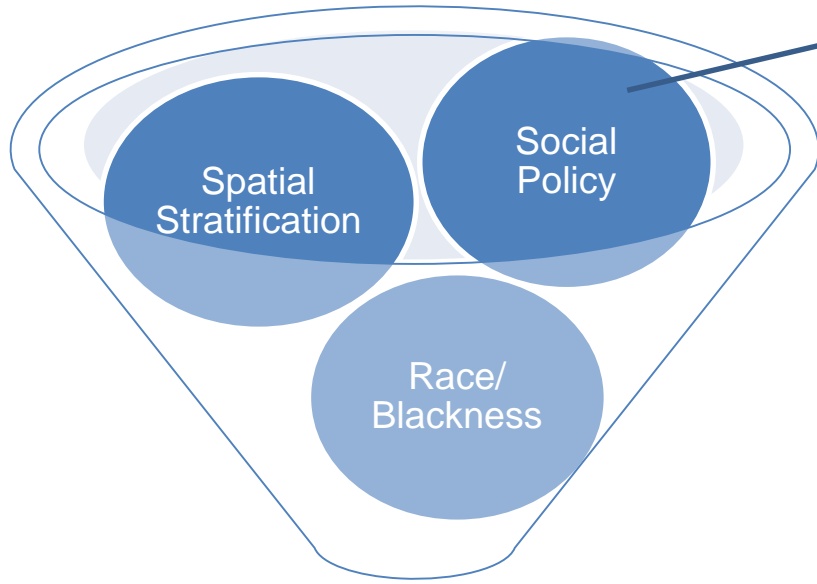 Spatial
Stratification
Social
Policy
Race/
Blackness